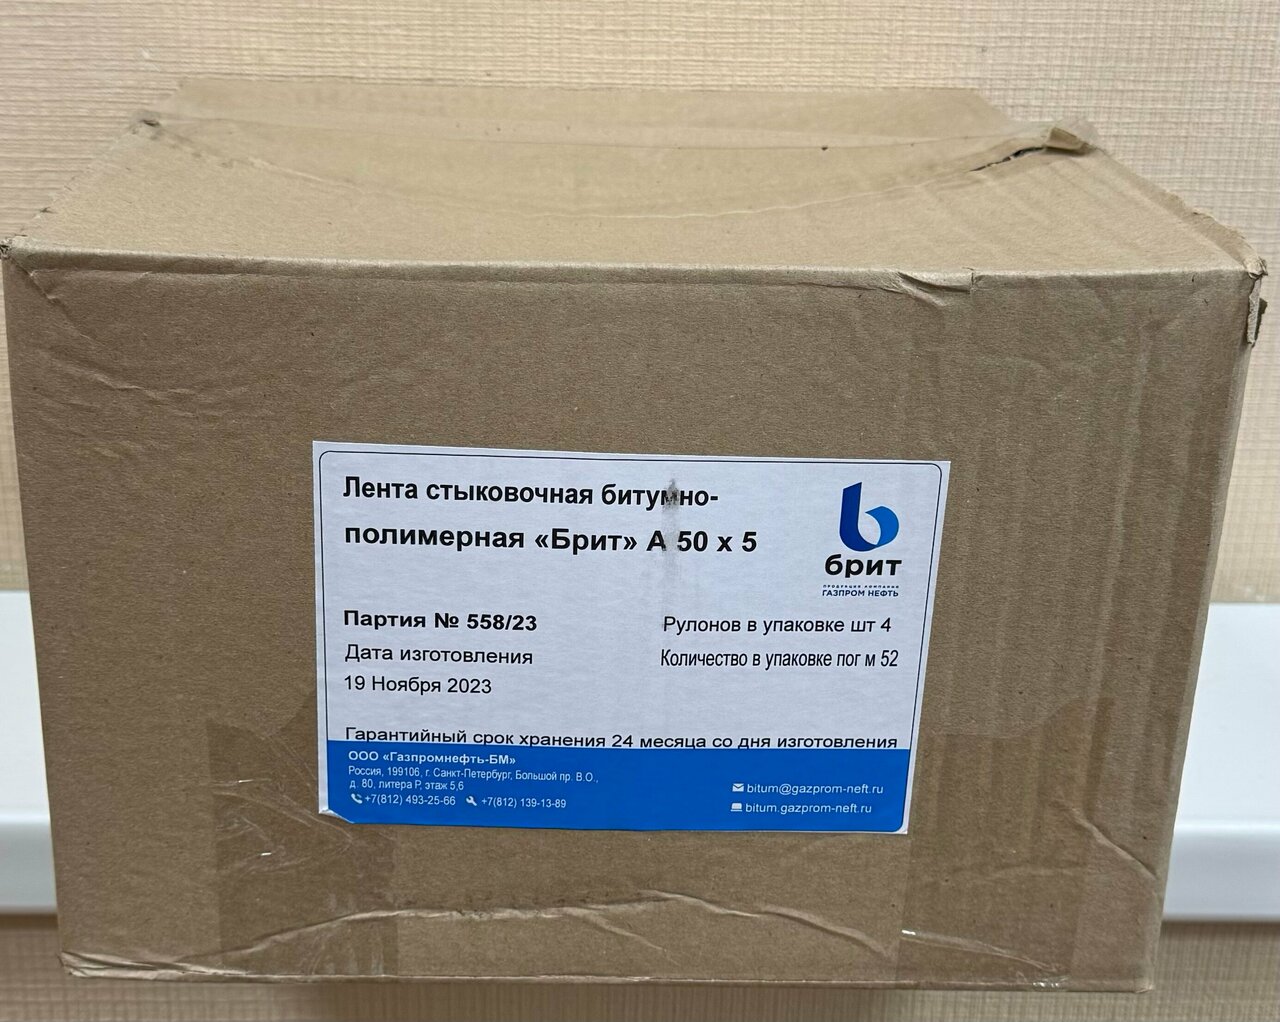 Лента стыковочная битумно-
полимерная «Брит» А 50 х 5
брит
ПРОДУКЦИЯ КОМПАНИИ
ГАЗПРОМ НЕФТЬ
Партия № 558/23
Рулонов в упаковке шт 4
Дата изготовления
Количество в упаковке пог м 52
19 Ноября 2023
Гарантийный срок хранения 24 месяца со дня изготовления
ООО «Газпромнефть-БМ»
Россия, 199106, г. Санкт-Петербург, Большой пр. В.О.,
д. 80, литера Р, этаж 5,6
+7(812) 493-25-66 +7(812) 139-13-89
bitum@gazprom-neft.ru
bitum.gazprom-neft.ru